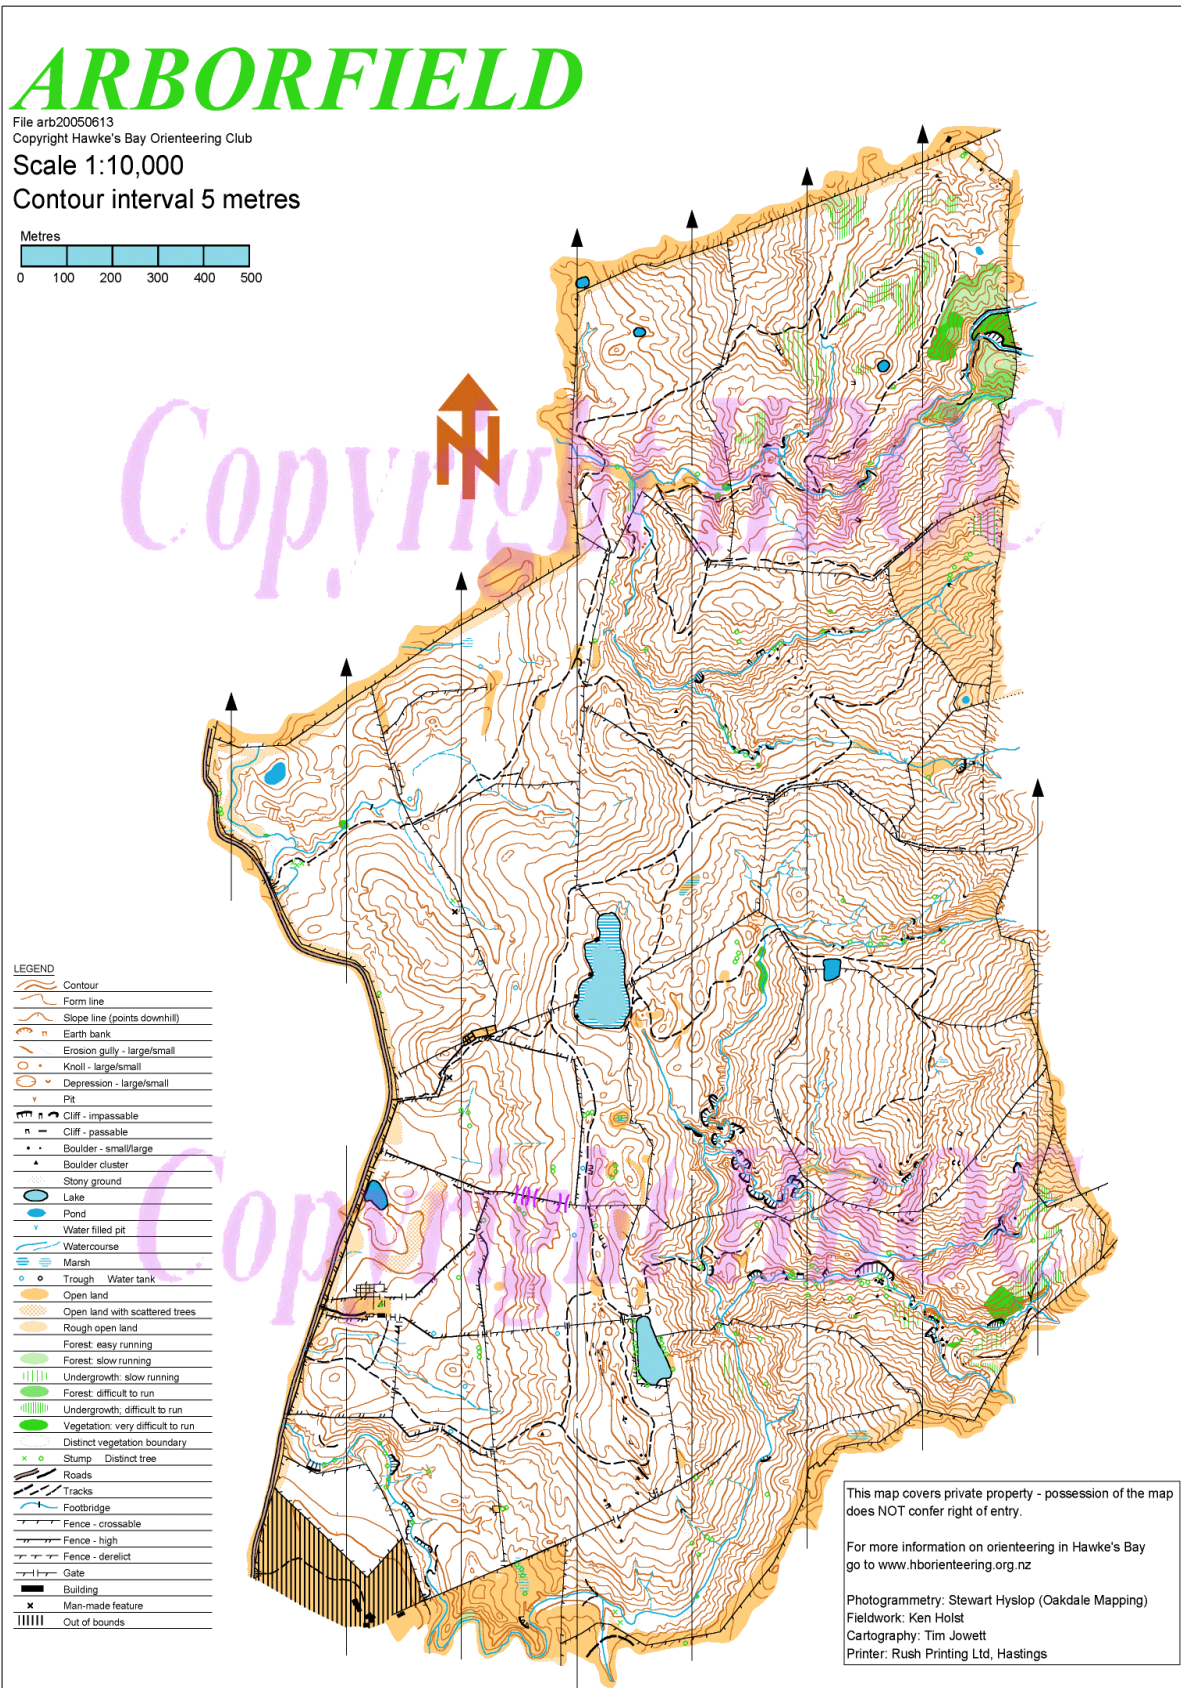 ARBORFIELD
File arb20050613
Copyright Hawke's Bay Orienteering Club
Scale 1:10,000
Contour interval 5 metres
Metres
0 100 200 300 400 500
N
LEGEND
Contour
Form line
Slope line (points downhill)
Earth bank
Erosion gully - large/small
Knoll - large/small
Depression - large/small
Pit
Cliff - impassable
Cliff - passable
Boulder - small/large
Boulder cluster
Stony ground
Lake
Pond
Water filled pit
Watercourse
Marsh
Trough Water tank
Open land
Open land with scattered trees
Rough open land
Forest: easy running
Forest: slow running
Undergrowth: slow running
Forest: difficult to run
Undergrowth; difficult to run
Vegetation: very difficult to run
Distinct vegetation boundary
Stump Distinct tree
Roads
Tracks
Footbridge
Fence - crossable
Fence - high
Fence - derelict
Gate
Building
Man-made feature
Out of bounds
This map covers private property - possession of the map
does NOT confer right of entry.
For more information on orienteering in Hawke's Bay
go to www.hborienteering.org.nz
Photogrammetry: Stewart Hyslop (Oakdale Mapping)
Fieldwork: Ken Holst
Cartography: Tim Jowett
Printer: Rush Printing Ltd, Hastings
Copyright
Copyright